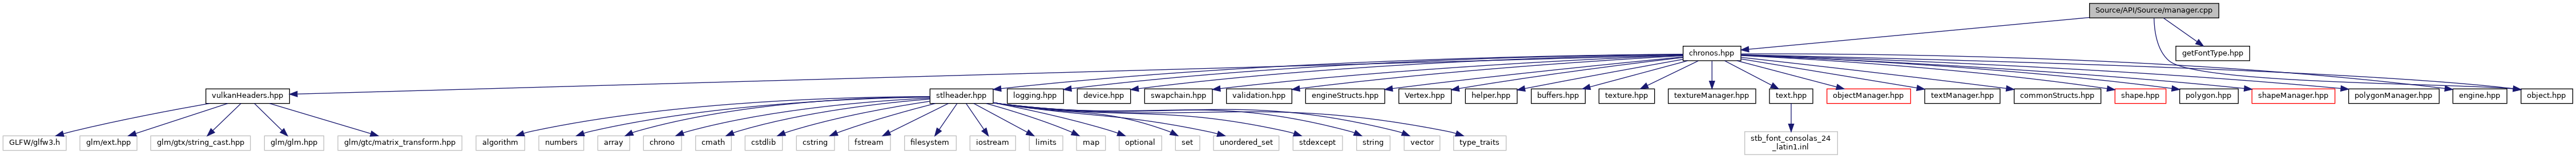 Source/API/Source/manager.cpp
chronos.hpp
getFontType.hpp
vulkanHeaders.hpp
stlheader.hpp
logging.hpp
device.hpp
swapchain.hpp
validation.hpp
engineStructs.hpp
Vertex.hpp
helper.hpp
buffers.hpp
texture.hpp
textureManager.hpp
text.hpp
objectManager.hpp
textManager.hpp
commonStructs.hpp
shape.hpp
polygon.hpp
shapeManager.hpp
polygonManager.hpp
engine.hpp
object.hpp
GLFW/glfw3.h
glm/ext.hpp
glm/gtx/string_cast.hpp
glm/glm.hpp
glm/gtc/matrix_transform.hpp
algorithm
numbers
array
chrono
cmath
cstdlib
cstring
fstream
filesystem
iostream
limits
map
optional
set
unordered_set
stdexcept
string
vector
type_traits
stb_font_consolas_24
_latin1.inl